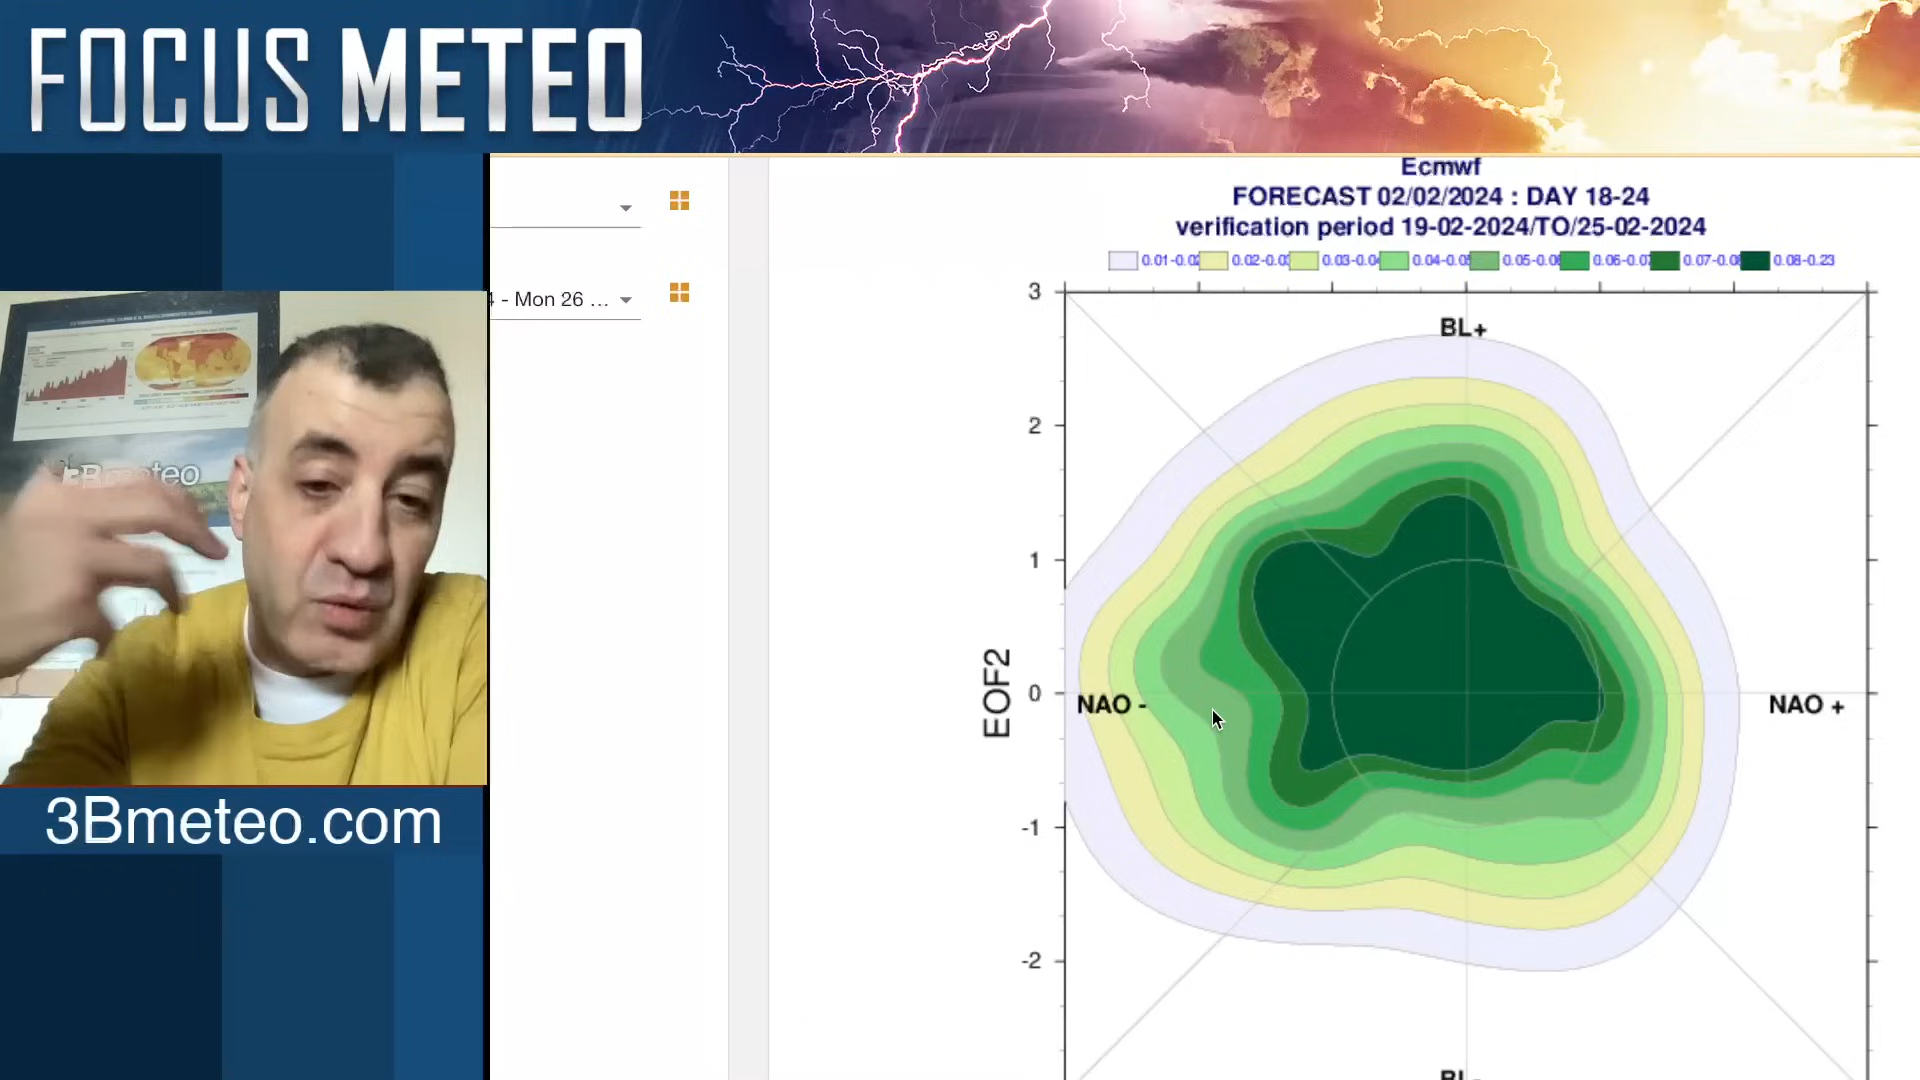 FOCUS METEO
Ecmwf
FORECAST 02/02/2024 : DAY 18-24
verification period 19-02-2024/TO/25-02-2024
0.01-0.02 0.02-0.03 0.03-0.04 0.04-0.05 0.05-0.06 0.06-0.07 0.07-0.08 0.08-0.23
4 - Mon 26 ...
3
BL+
2
1
EOF2
0
NAO -
NAO +
-1
-2
3Bmeteo
3Bmeteo.com